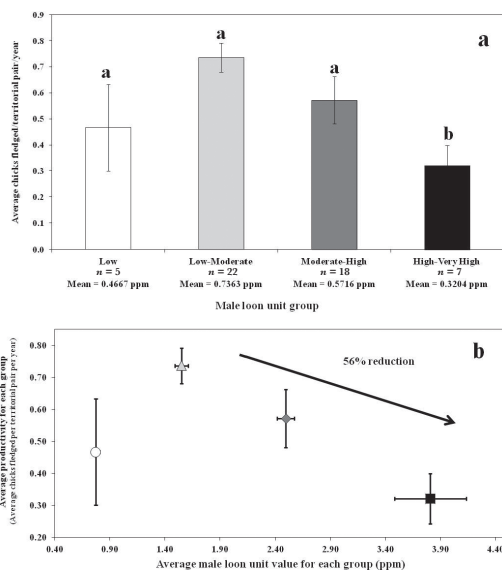 a
0.9
0.8
0.7
0.6
0.5
0.4
0.3
0.2
0.1
0.0
Average chicks fledged/territorial pair/year
a
a
a
b
Low
n = 5
Mean = 0.4667 ppm
Low-Moderate
n = 22
Mean = 0.7363 ppm
Moderate-High
n = 18
Mean = 0.5716 ppm
High-Very High
n = 7
Mean = 0.3204 ppm
Male loon unit group
b
0.80
0.70
0.60
0.50
0.40
0.30
0.20
Average productivity for each group
(Average chicks fledged per territorial pair per year)
56% reduction
0.40 0.90 1.40 1.90 2.40 2.90 3.40 3.90 4.40
Average male loon unit value for each group (ppm)